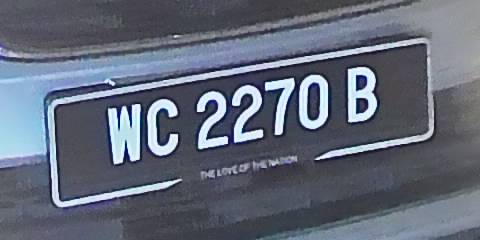 WC 2270 B
THE LOVE OF THE NATION